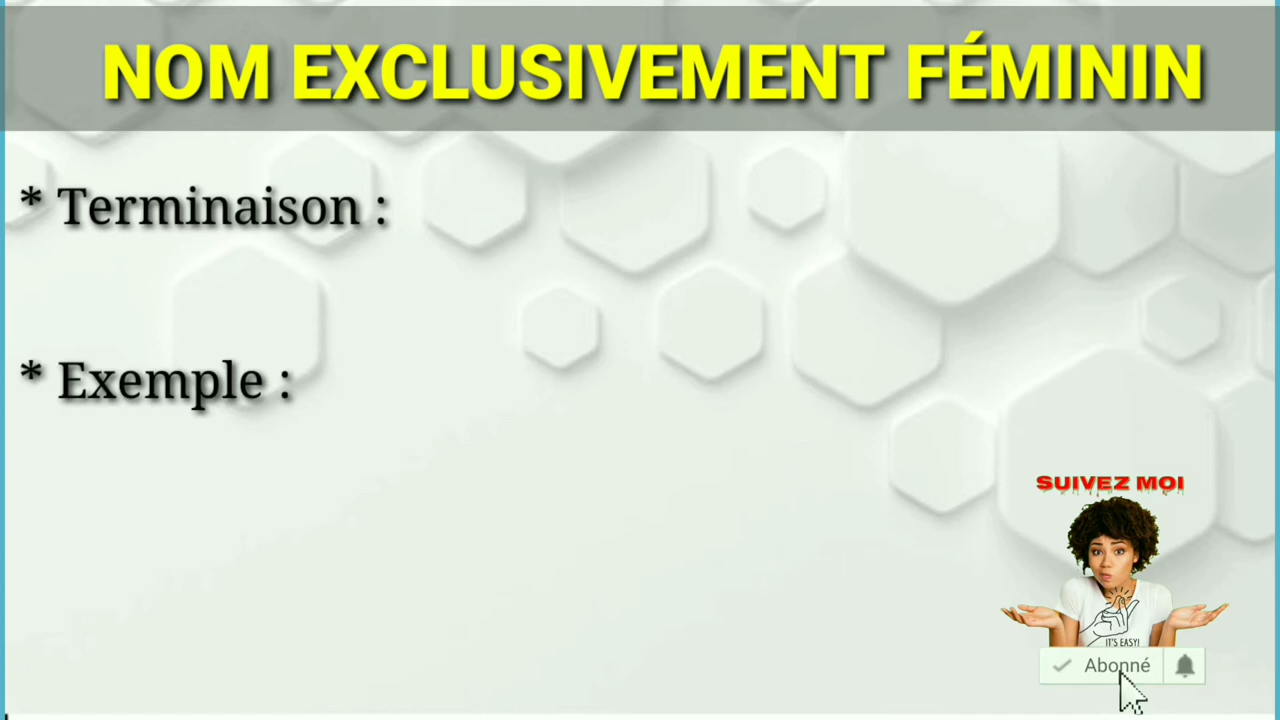 NOM EXCLUSIVEMENT FÉMININ
* Terminaison :
* Exemple :
SUIVEZ MOI
IT'S EASY!
Abonné